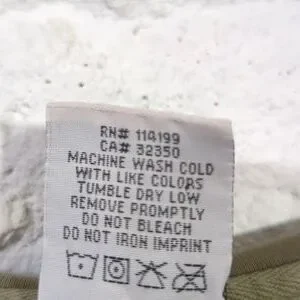 RN# 114199
CA# 32350
MACHINE WASH COLD
WITH LIKE COLORS
TUMBLE DRY LOW
REMOVE PROMPTLY
DO NOT BLEACH
DO NOT IRON IMPRINT